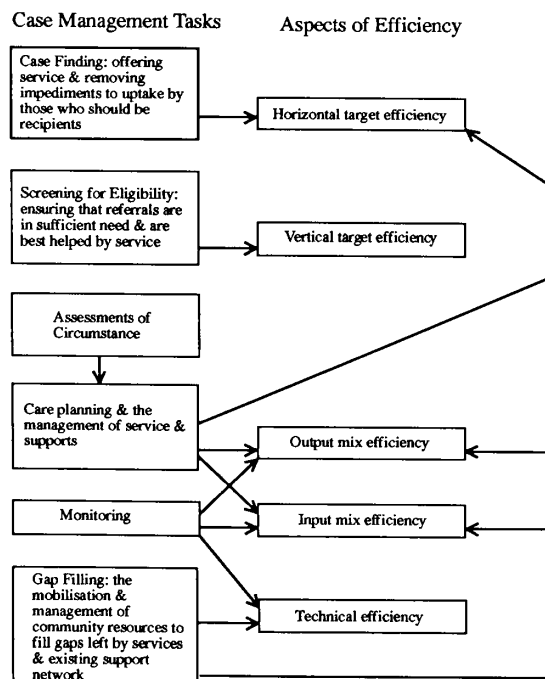 Case Management Tasks
Aspects of Efficiency
Case Finding: offering
service & removing
impediments to uptake by
those who should be
recipients
Horizontal target efficiency
Screening for Eligibility:
ensuring that referrals are
in sufficient need & are
best helped by service
Vertical target efficiency
Assessments of
Circumstance
Care planning & the
management of service &
supports
Output mix efficiency
Monitoring
Input mix efficiency
Gap Filling: the
mobilisation &
management of
community resources to
fill gaps left by services
& existing support
network
Technical efficiency